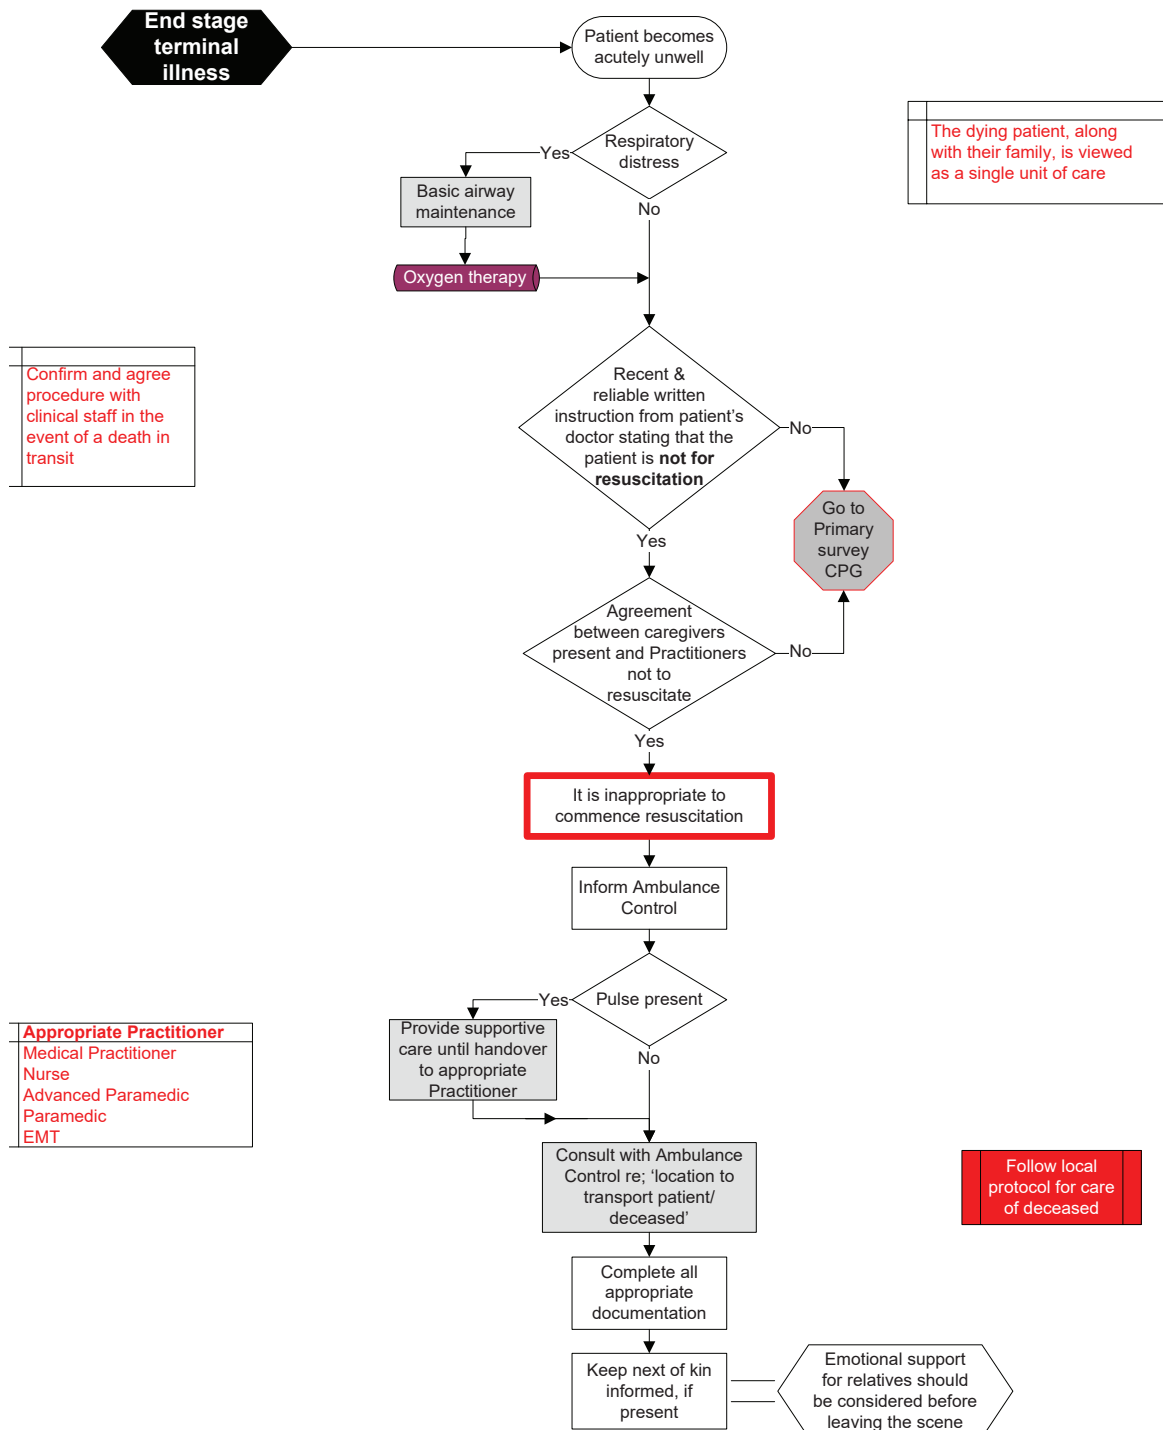 End stage
terminal
illness
Patient becomes
acutely unwell
Respiratory
distress
Yes
No
The dying patient, along
with their family, is viewed
as a single unit of care
Basic airway
maintenance
Oxygen therapy
Confirm and agree
procedure with
clinical staff in the
event of a death in
transit
Recent &
reliable written
instruction from patient’s
doctor stating that the
patient is not for
resuscitation
No
Go to
Primary
survey
CPG
Yes
Agreement
between caregivers
present and Practitioners
not to
resuscitate
No
Yes
It is inappropriate to
commence resuscitation
Inform Ambulance
Control
Pulse present
Yes
No
Provide supportive
care until handover
to appropriate
Practitioner
Appropriate Practitioner
Medical Practitioner
Nurse
Advanced Paramedic
Paramedic
EMT
Consult with Ambulance
Control re; ‘location to
transport patient/
deceased’
Follow local
protocol for care
of deceased
Complete all
appropriate
documentation
Keep next of kin
informed, if
present
Emotional support
for relatives should
be considered before
leaving the scene